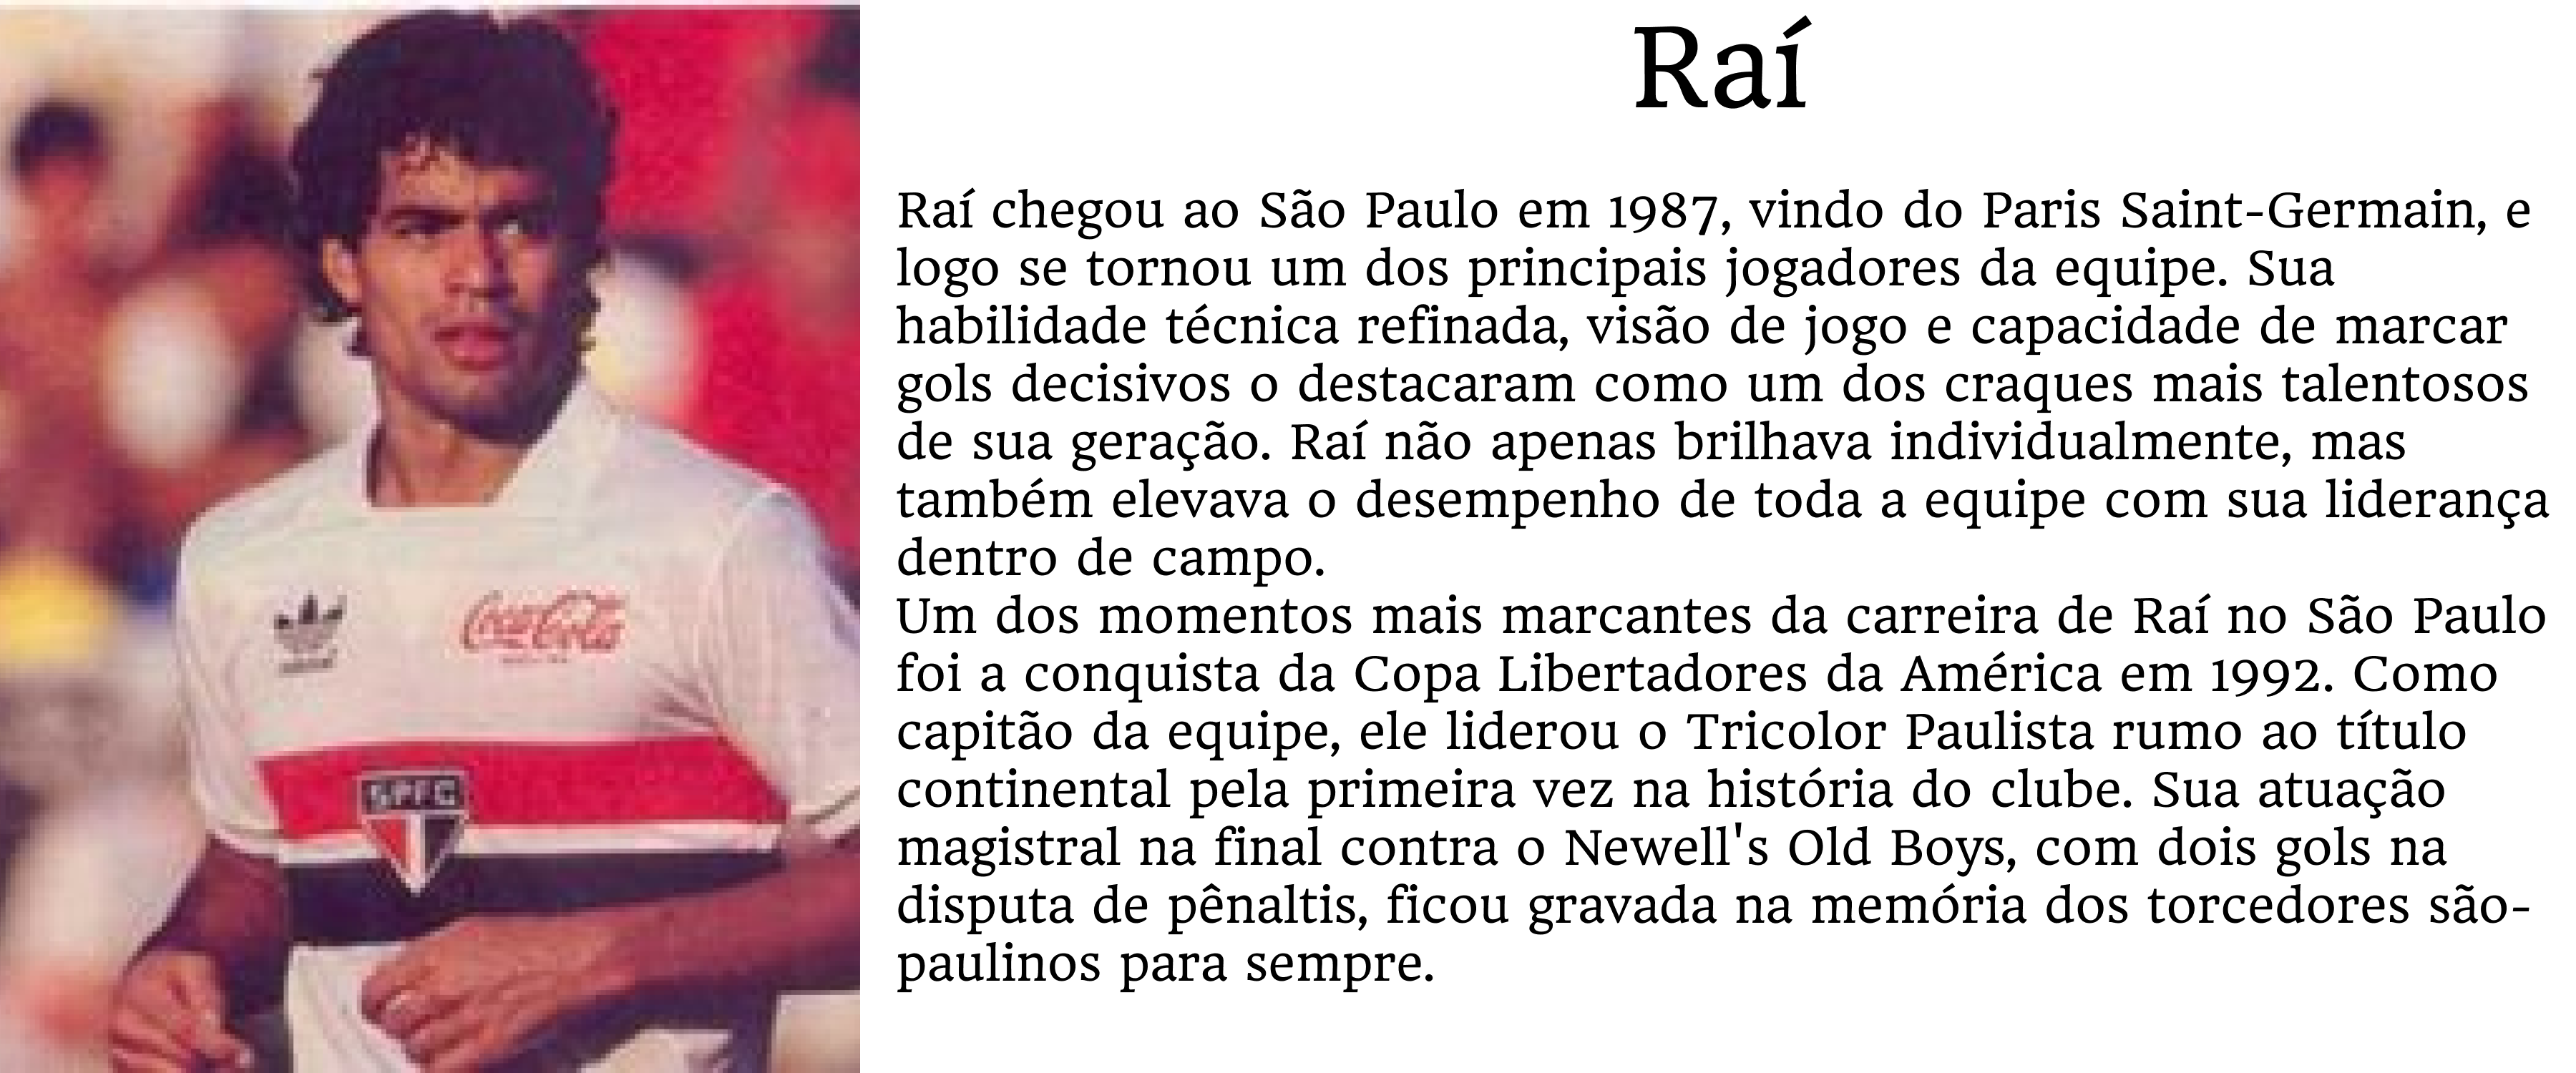 Raí
Raí chegou ao São Paulo em 1987, vindo do Paris Saint-Germain, e
logo se tornou um dos principais jogadores da equipe. Sua
habilidade técnica refinada, visão de jogo e capacidade de marcar
gols decisivos o destacaram como um dos craques mais talentosos
de sua geração. Raí não apenas brilhava individualmente, mas
também elevava o desempenho de toda a equipe com sua liderança
dentro de campo.
Um dos momentos mais marcantes da carreira de Raí no São Paulo
foi a conquista da Copa Libertadores da América em 1992. Como
capitão da equipe, ele liderou o Tricolor Paulista rumo ao título
continental pela primeira vez na história do clube. Sua atuação
magistral na final contra o Newell's Old Boys, com dois gols na
disputa de pênaltis, ficou gravada na memória dos torcedores são-
paulinos para sempre.
Coca-Cola
SPFC